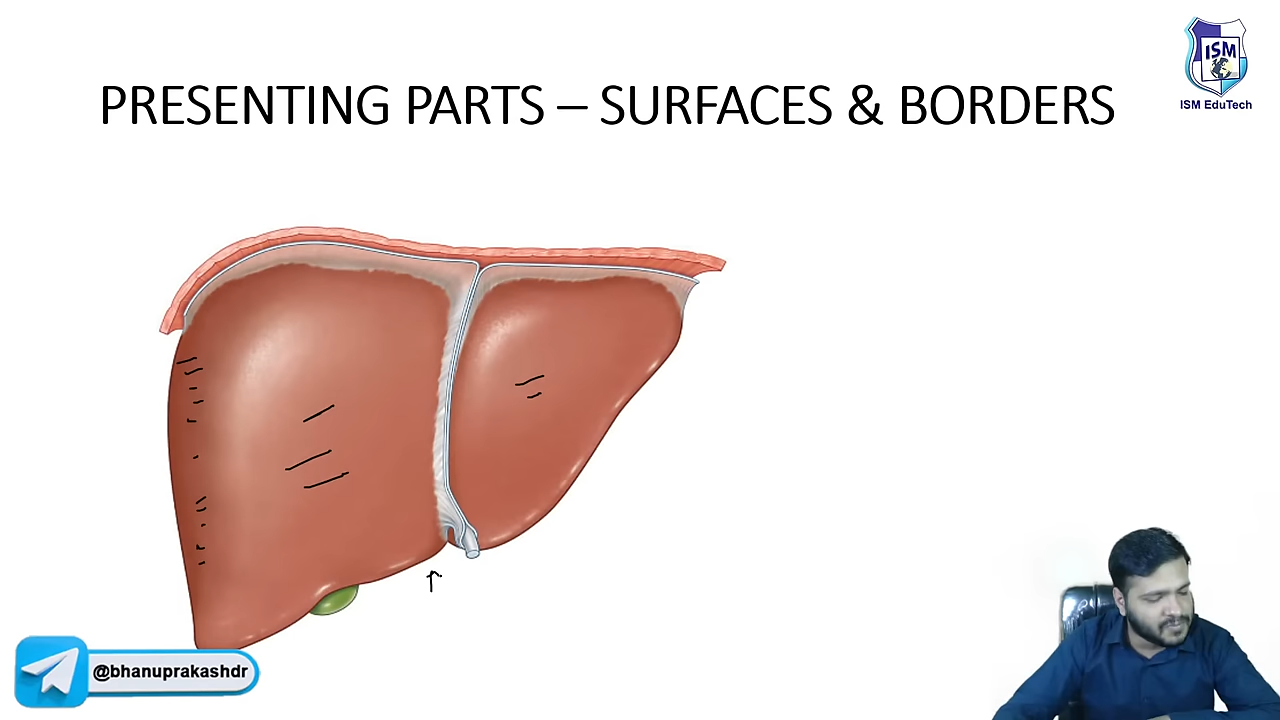 ISM
ISM EduTech
PRESENTING PARTS – SURFACES & BORDERS
@bhanuprakashdr